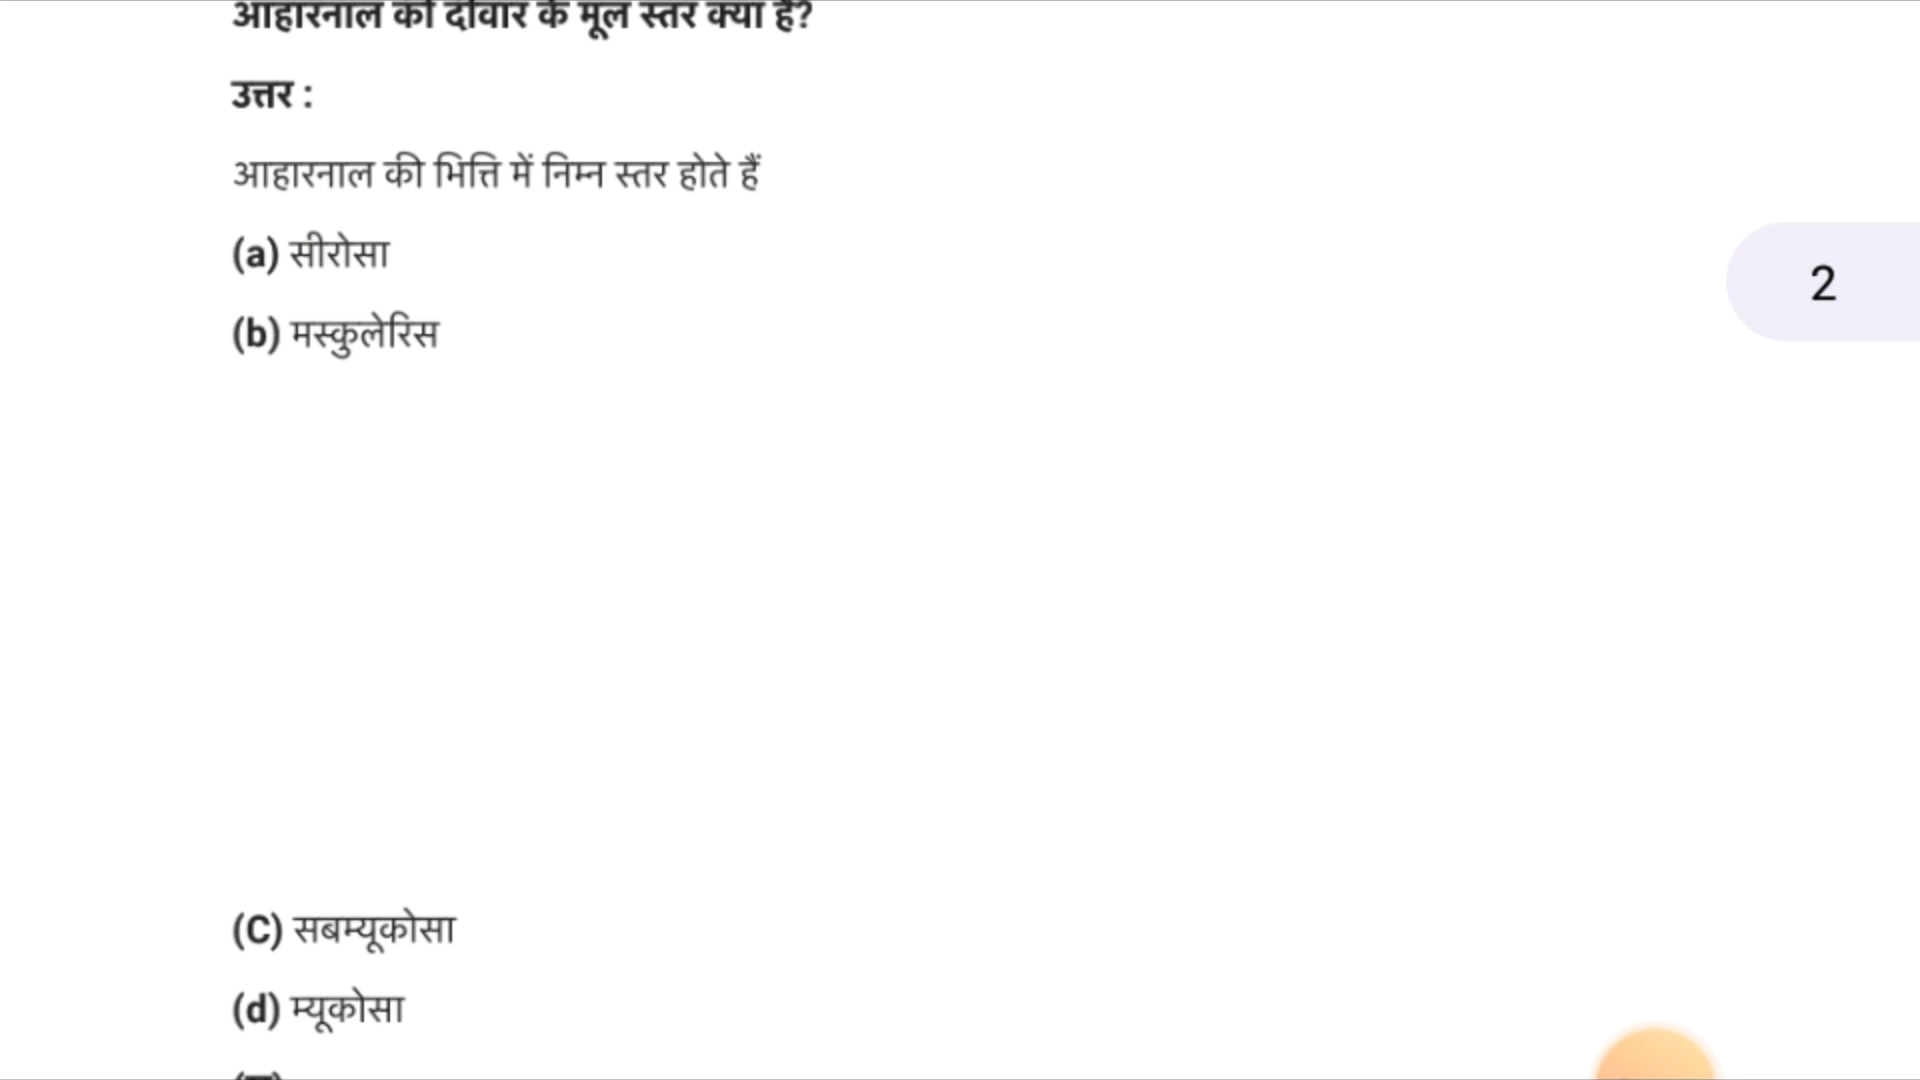 आहारनाल की दीवार के मूल स्तर क्या हैं?
उत्तर :
आहारनाल की भित्ति में निम्न स्तर होते हैं
(a) सीरोसा
(b) मस्कुलेरिस
2
(C) सबम्यूकोसा
(d) म्यूकोसा